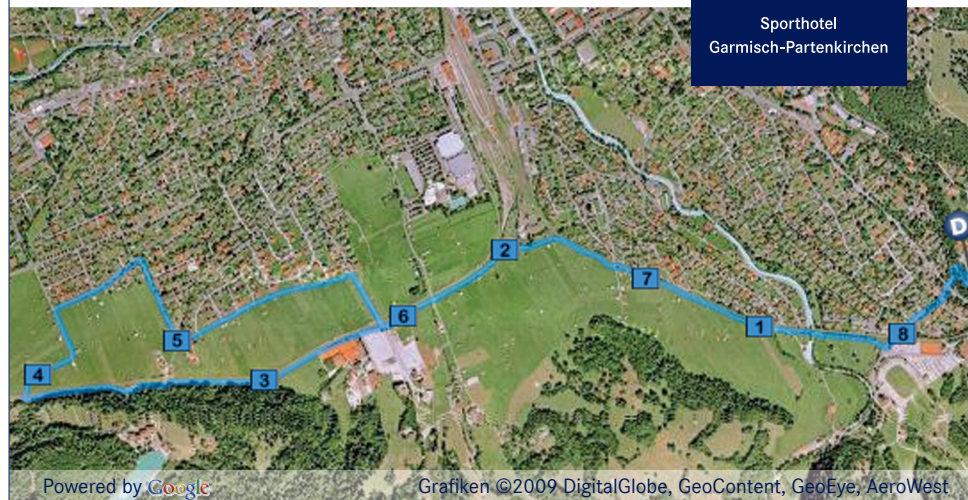 Sporthotel
Garmisch-Partenkirchen
D
2
7
6
1
8
5
4
3
Powered by Google
Grafiken ©2009 DigitalGlobe, GeoContent, GeoEye, AeroWest